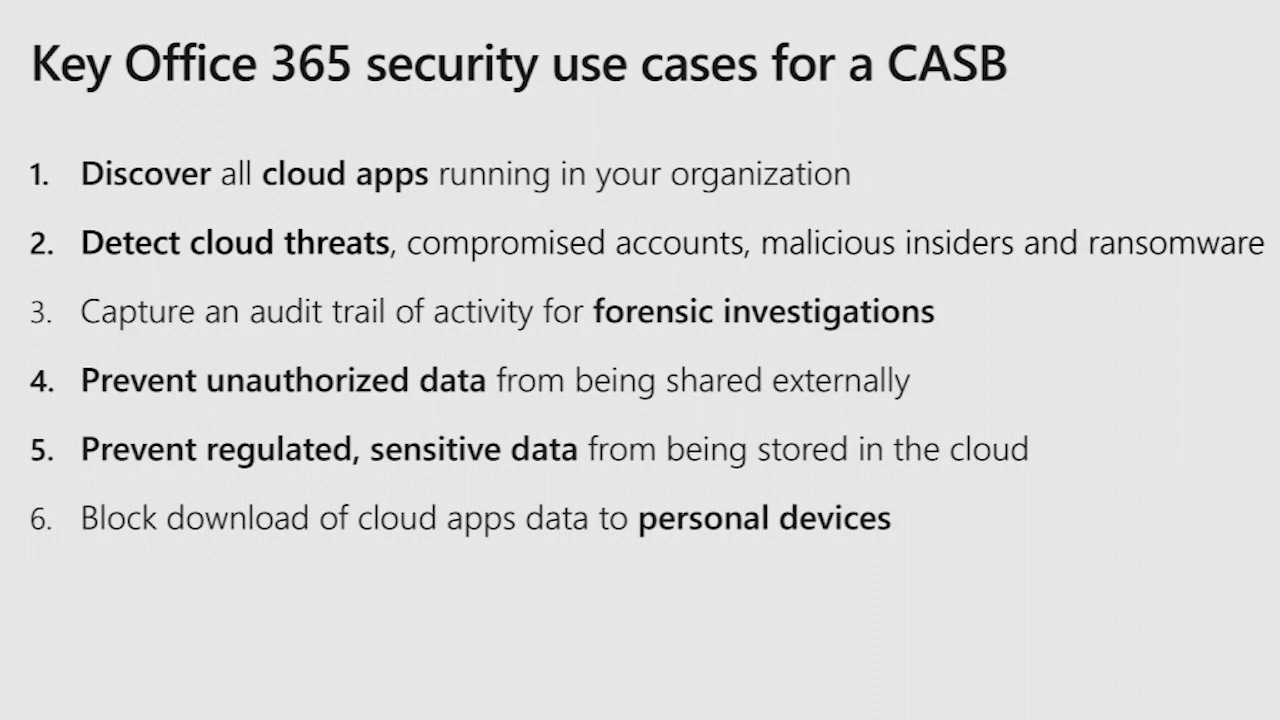 Key Office 365 security use cases for a CASB
1. Discover all cloud apps running in your organization
2. Detect cloud threats, compromised accounts, malicious insiders and ransomware
3. Capture an audit trail of activity for forensic investigations
4. Prevent unauthorized data from being shared externally
5. Prevent regulated, sensitive data from being stored in the cloud
6. Block download of cloud apps data to personal devices